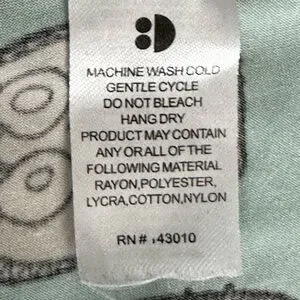 MACHINE WASH COLD
GENTLE CYCLE
DO NOT BLEACH
HANG DRY
PRODUCT MAY CONTAIN
ANY OR ALL OF THE
FOLLOWING MATERIAL
RAYON,POLYESTER,
LYCRA,COTTON,NYLON
RN # 143010